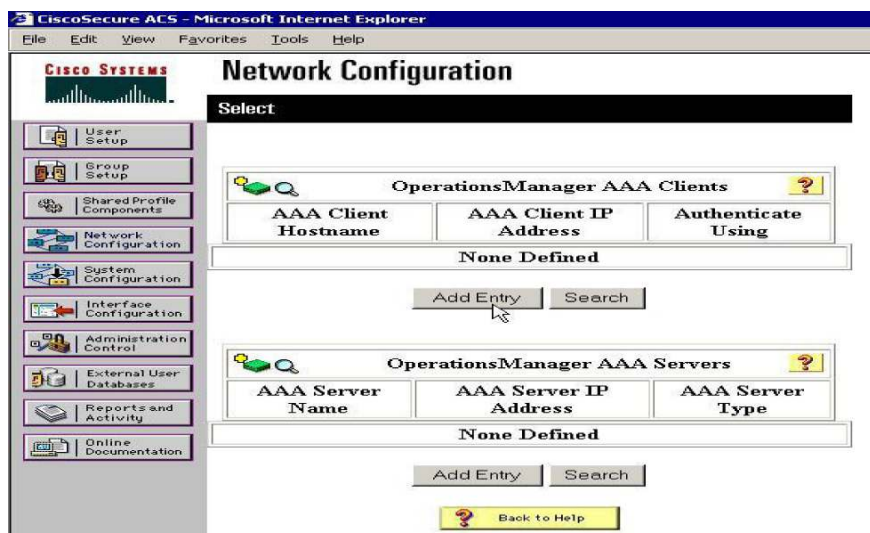 CiscoSecure ACS - Microsoft Internet Explorer
File Edit View Favorites Tools Help
CISCO SYSTEMS
Network Configuration
Select
User
Setup
Group
Setup
Shared Profile
Components
Network
Configuration
System
Configuration
Interface
Configuration
Administration
Control
External User
Databases
Reports and
Activity
Online
Documentation
OperationsManager AAA Clients ?
AAA Client
Hostname
AAA Client IP
Address
Authenticate
Using
None Defined
Add Entry Search
OperationsManager AAA Servers ?
AAA Server
Name
AAA Server IP
Address
AAA Server
Type
None Defined
Add Entry Search
? Back to Help